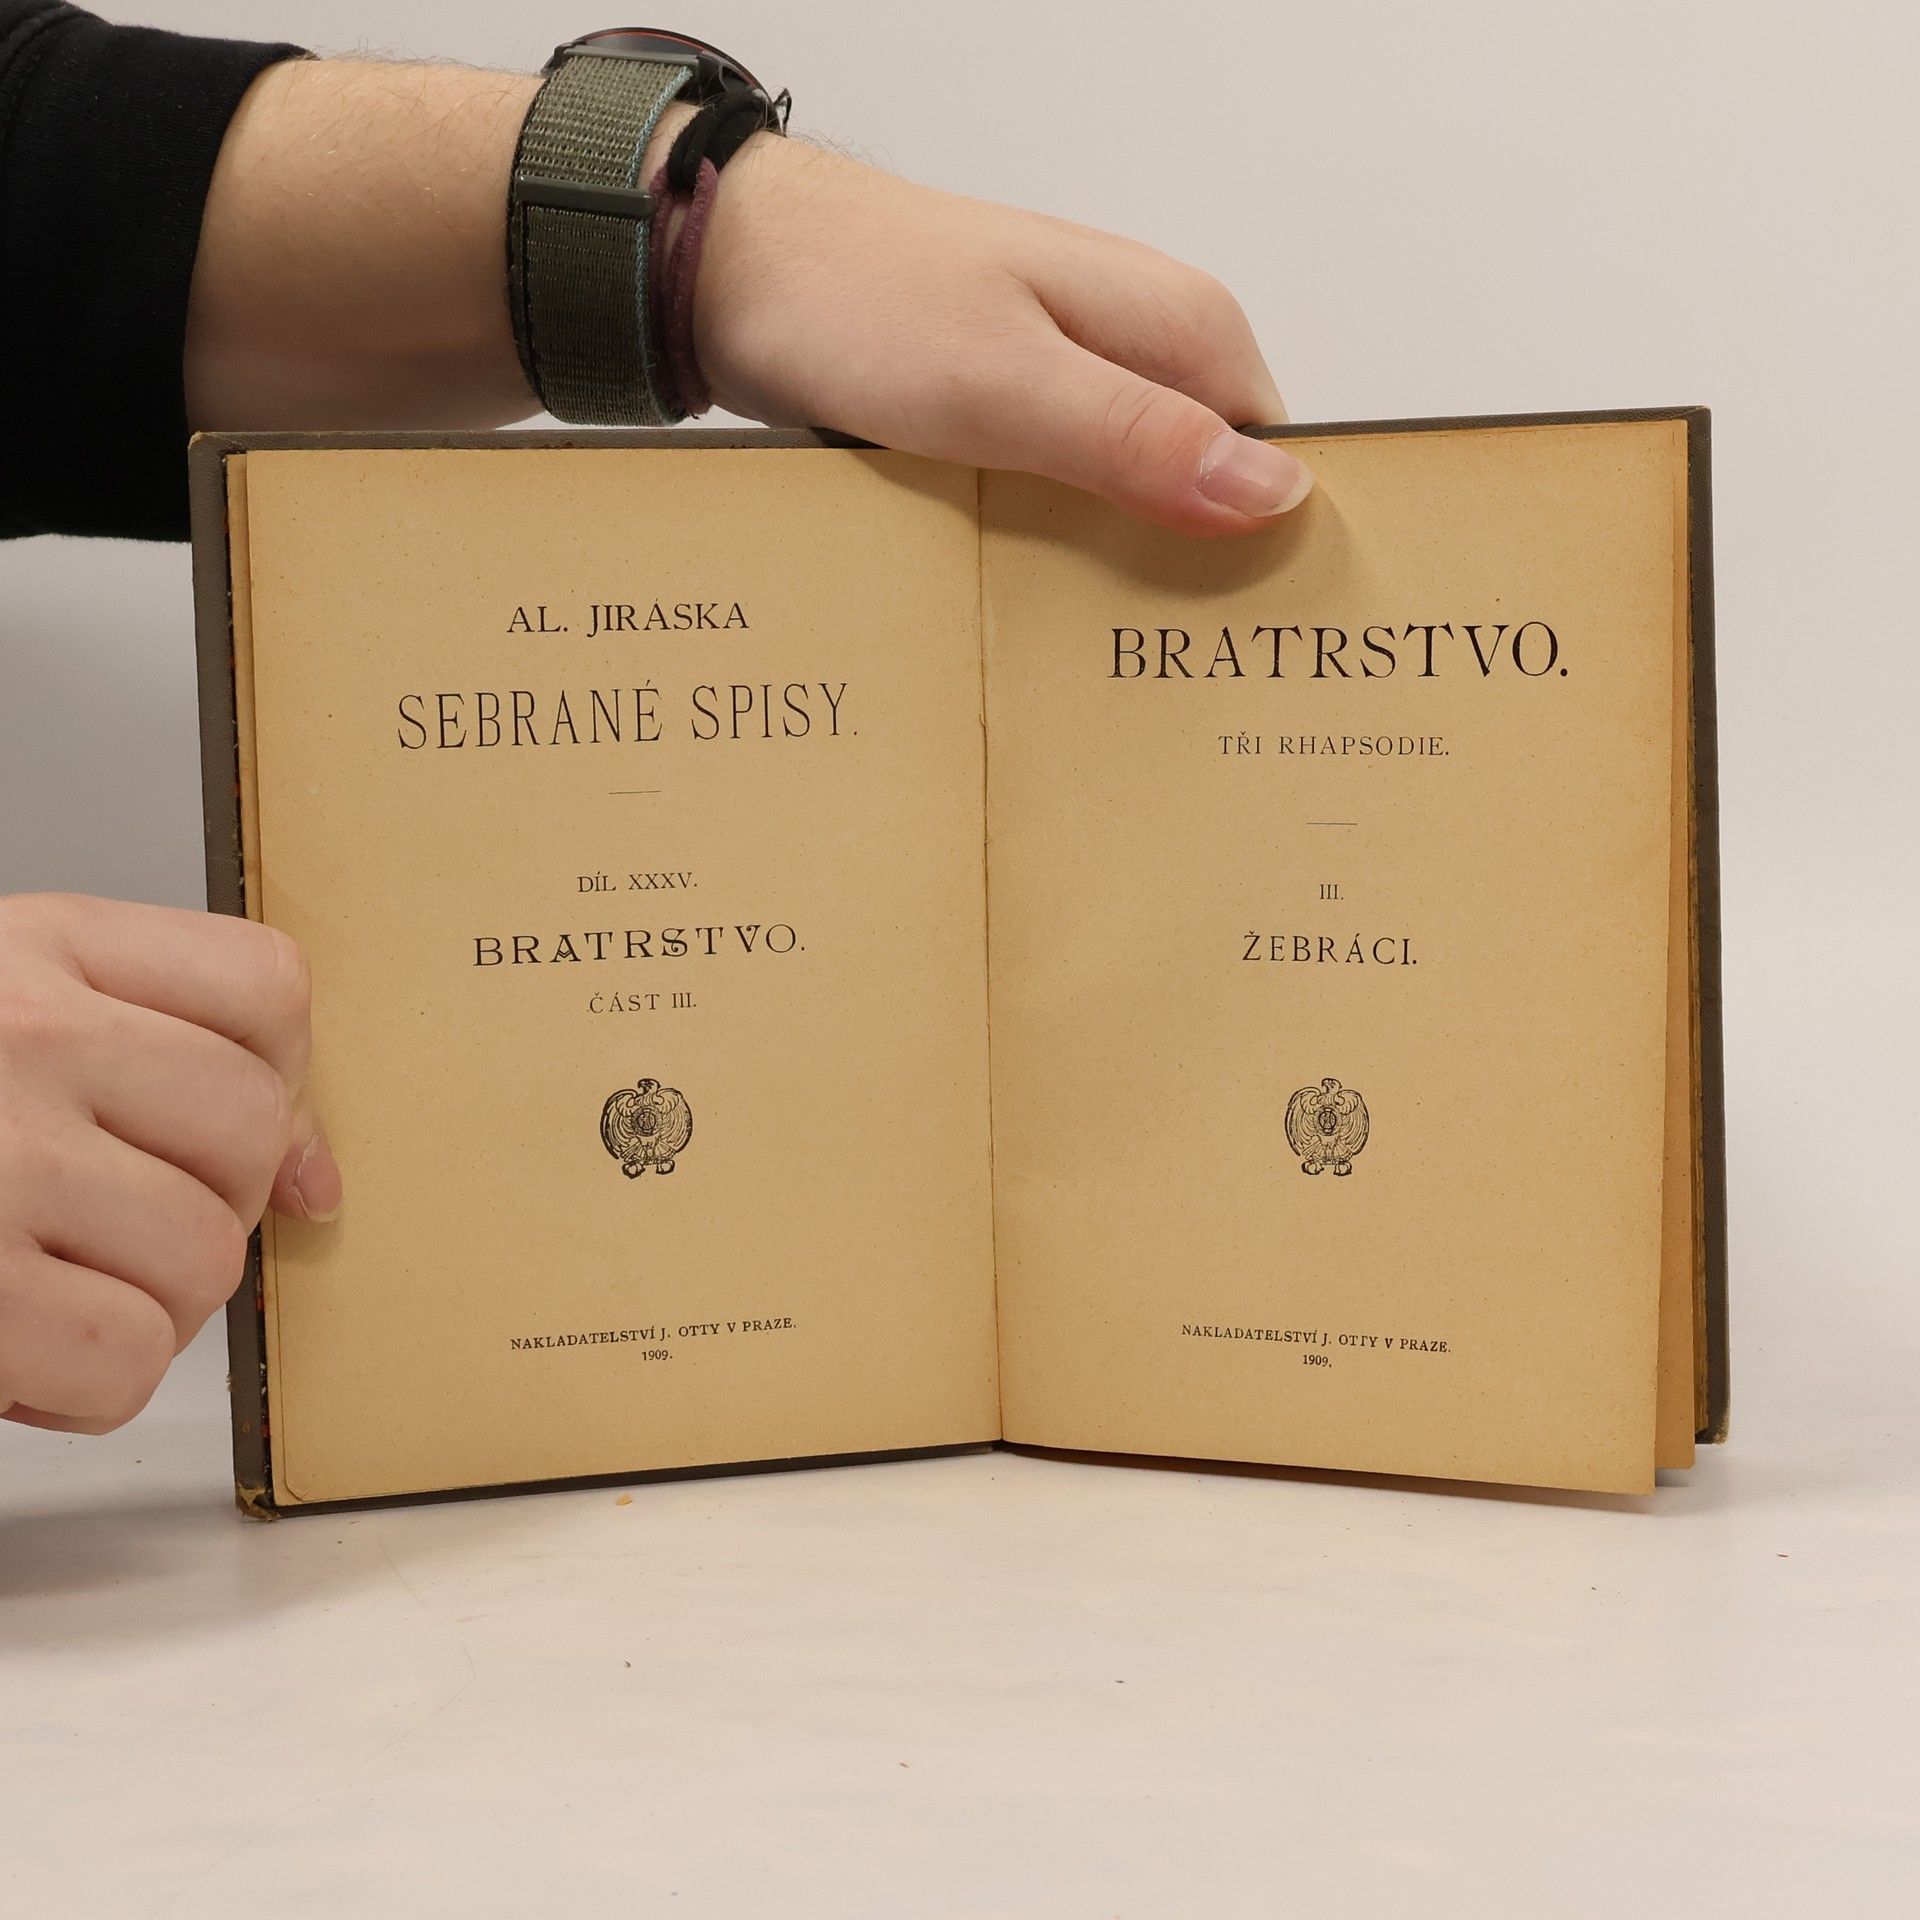 AL. JIRÁSKA
SEBRANÉ SPISY.
DÍL XXXV.
BRATRSTVO.
ČÁST III.
NAKLADATELSTVÍ J. OTTY V PRAZE.
1909.
BRATRSTVO.
TŘI RHAPSODIE.
III.
ŽEBRÁCI.
NAKLADATELSTVÍ J. OTTY V PRAZE.
1909.